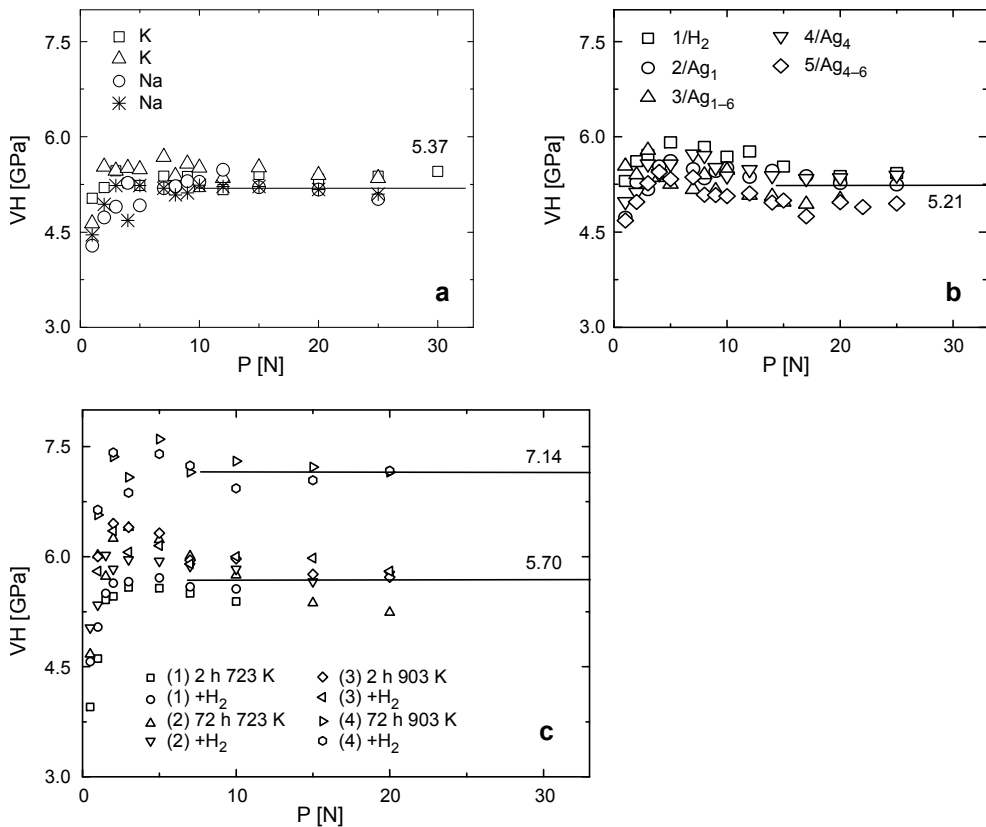 7.5
6.0
4.5
3.0
VH [GPa]
K
K
Na
Na
5.37
a
0 10 20 30
P [N]
7.5
6.0
4.5
3.0
VH [GPa]
1/H₂ 4/Ag₄
2/Ag₁ 5/Ag₄₋₆
3/Ag₁₋₆
5.21
b
0 10 20 30
P [N]
7.5
6.0
4.5
3.0
VH [GPa]
7.14
5.70
(1) 2 h 723 K (3) 2 h 903 K
(1) +H₂ (3) +H₂
(2) 72 h 723 K (4) 72 h 903 K
(2) +H₂ (4) +H₂
c
0 10 20 30
P [N]